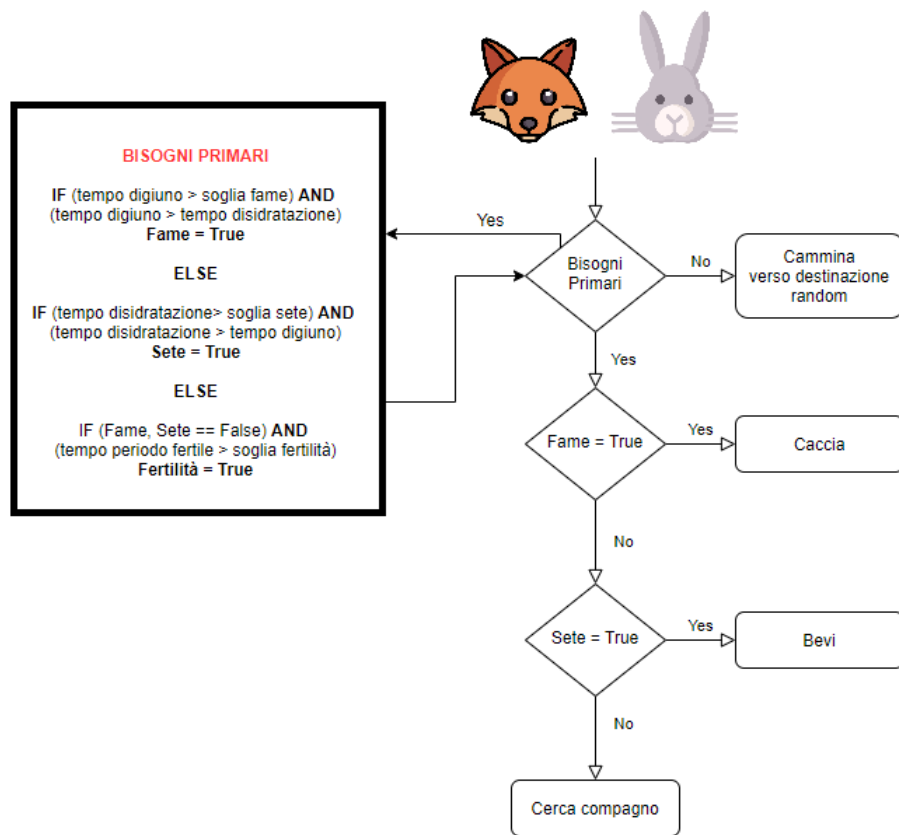 BISOGNI PRIMARI
IF (tempo digiuno > soglia fame) AND
(tempo digiuno > tempo disidratazione)
Fame = True
ELSE
IF (tempo disidratazione> soglia sete) AND
(tempo disidratazione > tempo digiuno)
Sete = True
ELSE
IF (Fame, Sete == False) AND
(tempo periodo fertile > soglia fertilità)
Fertilità = True
Yes
Bisogni
Primari
No
Cammina
verso destinazione
random
Yes
Fame = True
Yes
Caccia
No
Sete = True
Yes
Bevi
No
Cerca compagno